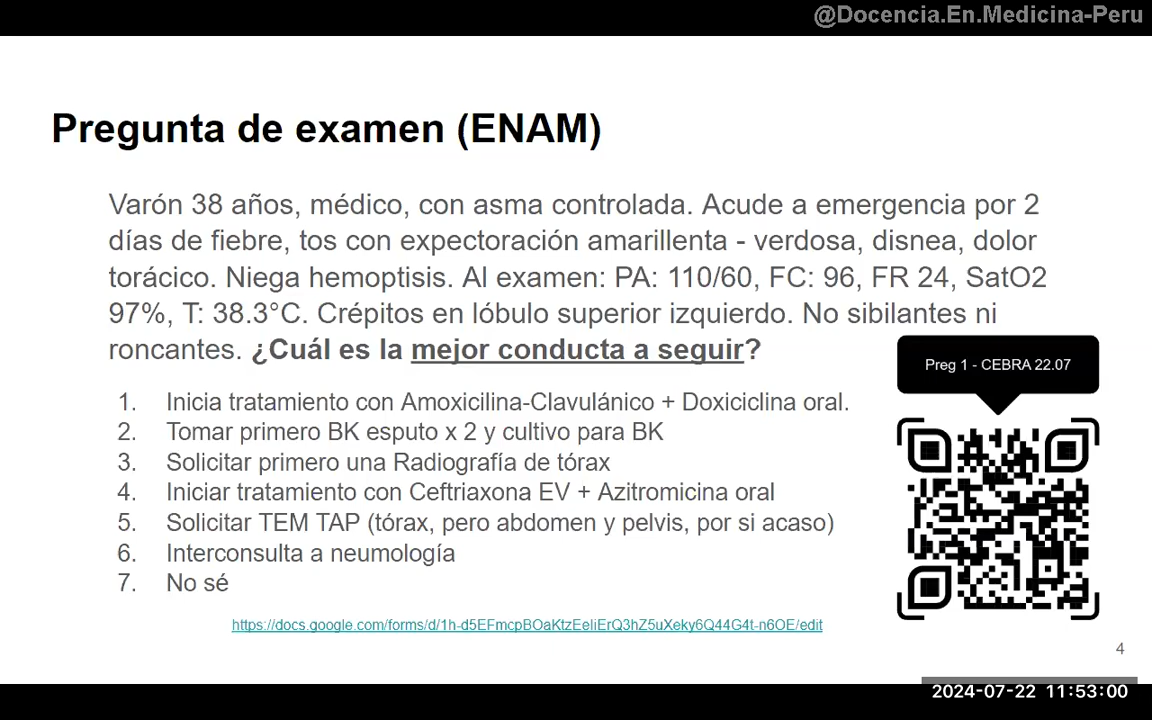 @Docencia.En.Medicina-Peru
Pregunta de examen (ENAM)
Varón 38 años, médico, con asma controlada. Acude a emergencia por 2
días de fiebre, tos con expectoración amarillenta - verdosa, disnea, dolor
torácico. Niega hemoptisis. Al examen: PA: 110/60, FC: 96, FR 24, SatO2
97%, T: 38.3°C. Crépitos en lóbulo superior izquierdo. No sibilantes ni
roncantes. ¿Cuál es la mejor conducta a seguir?
Preg 1 - CEBRA 22.07
1. Inicia tratamiento con Amoxicilina-Clavulánico + Doxiciclina oral.
2. Tomar primero BK esputo x 2 y cultivo para BK
3. Solicitar primero una Radiografía de tórax
4. Iniciar tratamiento con Ceftriaxona EV + Azitromicina oral
5. Solicitar TEM TAP (tórax, pero abdomen y pelvis, por si acaso)
6. Interconsulta a neumología
7. No sé
https://docs.google.com/forms/d/1h-d5EFmcpBOaKtzEeliErQ3hZ5uXeky6Q44G4t-n6OE/edit
4
2024-07-22 11:53:00